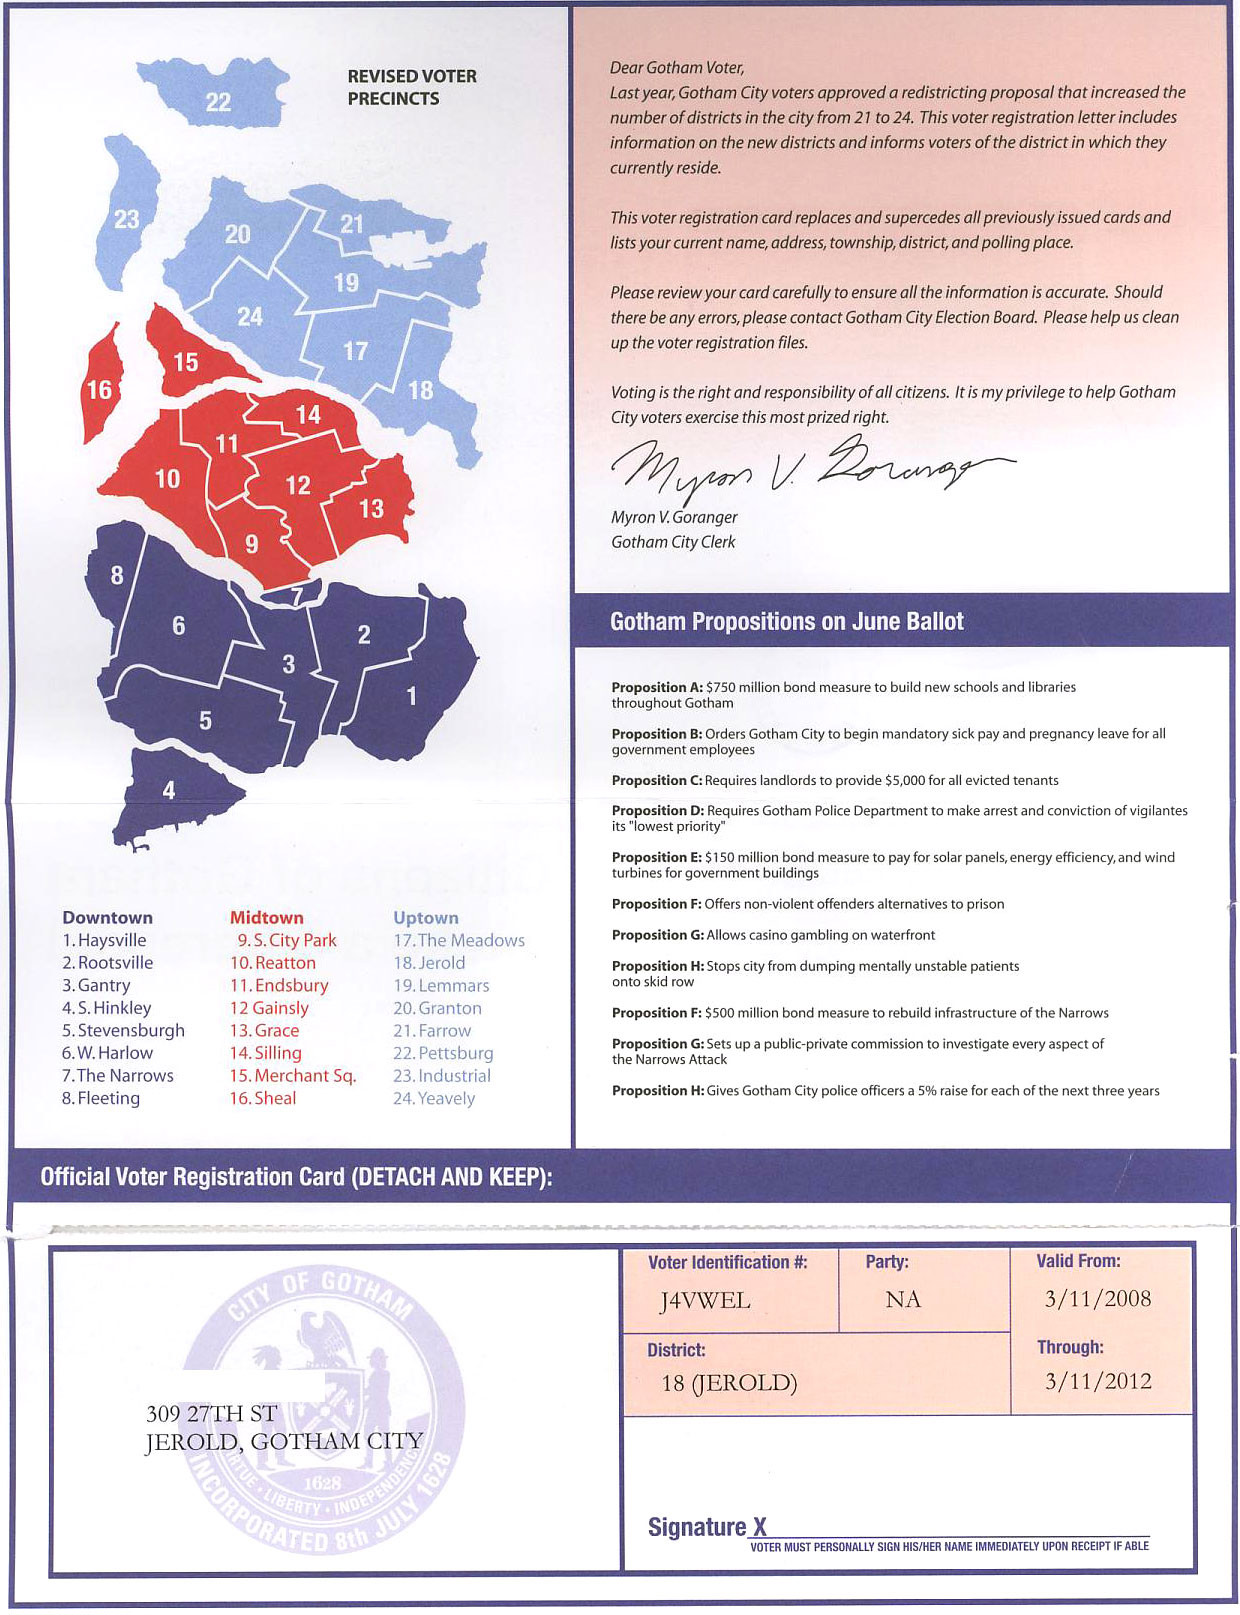 REVISED VOTER
PRECINCTS
22
23
20
21
19
24
17
18
15
16
14
11
10
12
13
9
8
7
6
2
3
1
5
4
Downtown
1. Haysville
2. Rootsville
3. Gantry
4. S. Hinkley
5. Stevensburgh
6. W. Harlow
7. The Narrows
8. Fleeting
Midtown
9. S. City Park
10. Reatton
11. Endsbury
12 Gainsly
13. Grace
14. Silling
15. Merchant Sq.
16. Sheal
Uptown
17. The Meadows
18. Jerold
19. Lemmars
20. Granton
21. Farrow
22. Pettsburg
23. Industrial
24. Yeavely
Dear Gotham Voter,
Last year, Gotham City voters approved a redistricting proposal that increased the
number of districts in the city from 21 to 24. This voter registration letter includes
information on the new districts and informs voters of the district in which they
currently reside.
This voter registration card replaces and supercedes all previously issued cards and
lists your current name, address, township, district, and polling place.
Please review your card carefully to ensure all the information is accurate. Should
there be any errors, please contact Gotham City Election Board. Please help us clean
up the voter registration files.
Voting is the right and responsibility of all citizens. It is my privilege to help Gotham
City voters exercise this most prized right.
Myron V. Goranger
Myron V. Goranger
Gotham City Clerk
Gotham Propositions on June Ballot
Proposition A: $750 million bond measure to build new schools and libraries
throughout Gotham
Proposition B: Orders Gotham City to begin mandatory sick pay and pregnancy leave for all
government employees
Proposition C: Requires landlords to provide $5,000 for all evicted tenants
Proposition D: Requires Gotham Police Department to make arrest and conviction of vigilantes
its "lowest priority"
Proposition E: $150 million bond measure to pay for solar panels, energy efficiency, and wind
turbines for government buildings
Proposition F: Offers non-violent offenders alternatives to prison
Proposition G: Allows casino gambling on waterfront
Proposition H: Stops city from dumping mentally unstable patients
onto skid row
Proposition F: $500 million bond measure to rebuild infrastructure of the Narrows
Proposition G: Sets up a public-private commission to investigate every aspect of
the Narrows Attack
Proposition H: Gives Gotham City police officers a 5% raise for each of the next three years
Official Voter Registration Card (DETACH AND KEEP):
CITY OF GOTHAM
309 27TH ST
JEROLD, GOTHAM CITY
1628
LIBERTY • INDEPENDENCE
INCORPORATED 8th JULY 1628
Voter Identification #:
J4VWEL
Party:
NA
Valid From:
3/11/2008
Through:
3/11/2012
District:
18 (JEROLD)
Signature X
VOTER MUST PERSONALLY SIGN HIS/HER NAME IMMEDIATELY UPON RECEIPT IF ABLE